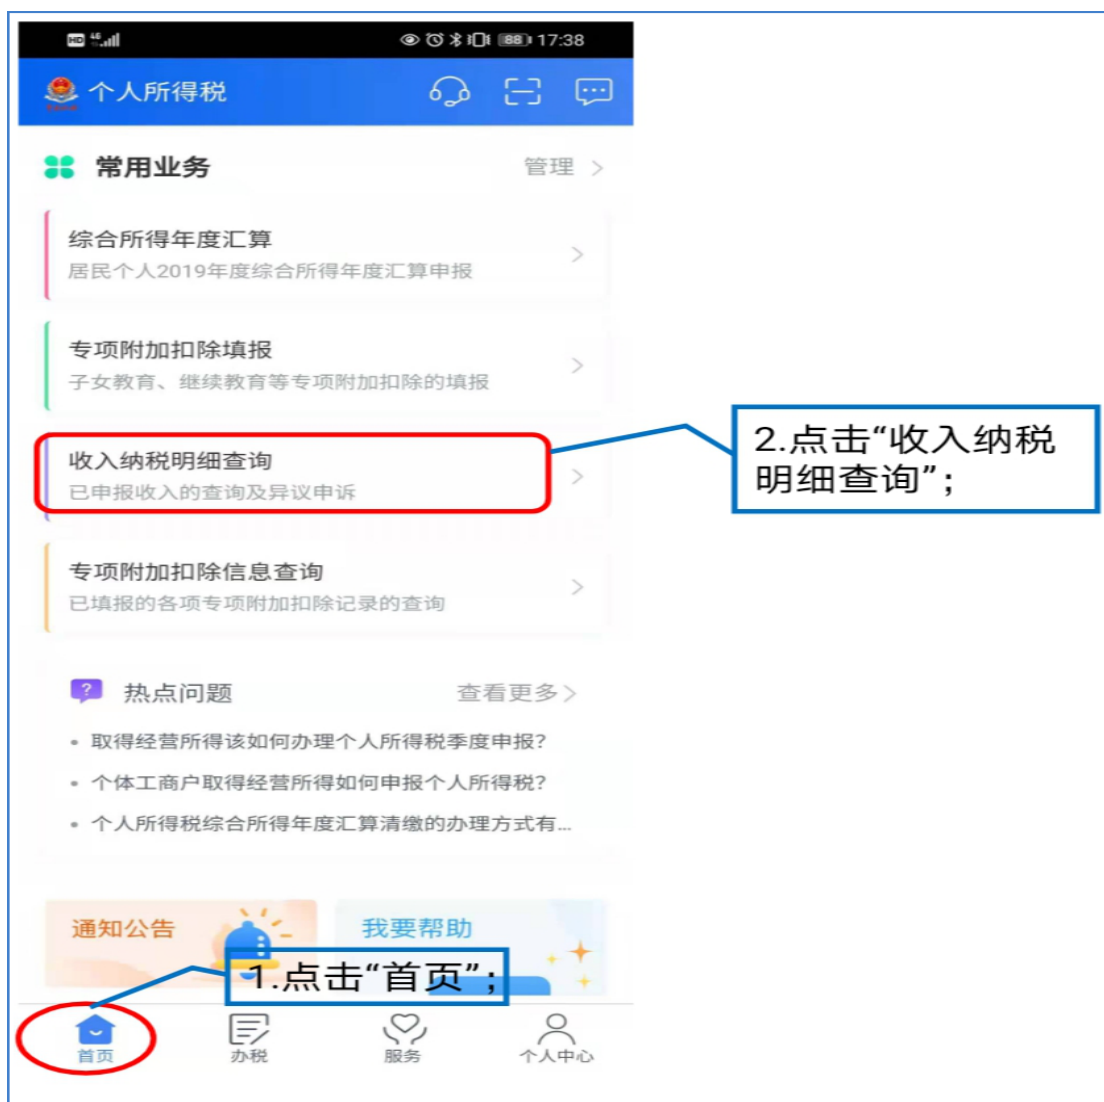 HD 46 88 17:38
个人所得税
常用业务 管理 >
综合所得年度汇算
居民个人2019年度综合所得年度汇算申报
专项附加扣除填报
子女教育、继续教育等专项附加扣除的填报
收入纳税明细查询
已申报收入的查询及异议申诉
2.点击“收入纳税
明细查询”;
专项附加扣除信息查询
已填报的各项专项附加扣除记录的查询
? 热点问题 查看更多 >
• 取得经营所得该如何办理个人所得税季度申报?
• 个体工商户取得经营所得如何申报个人所得税?
• 个人所得税综合所得年度汇算清缴的办理方式有...
通知公告 我要帮助
1.点击“首页”;
首页 办税 服务 个人中心